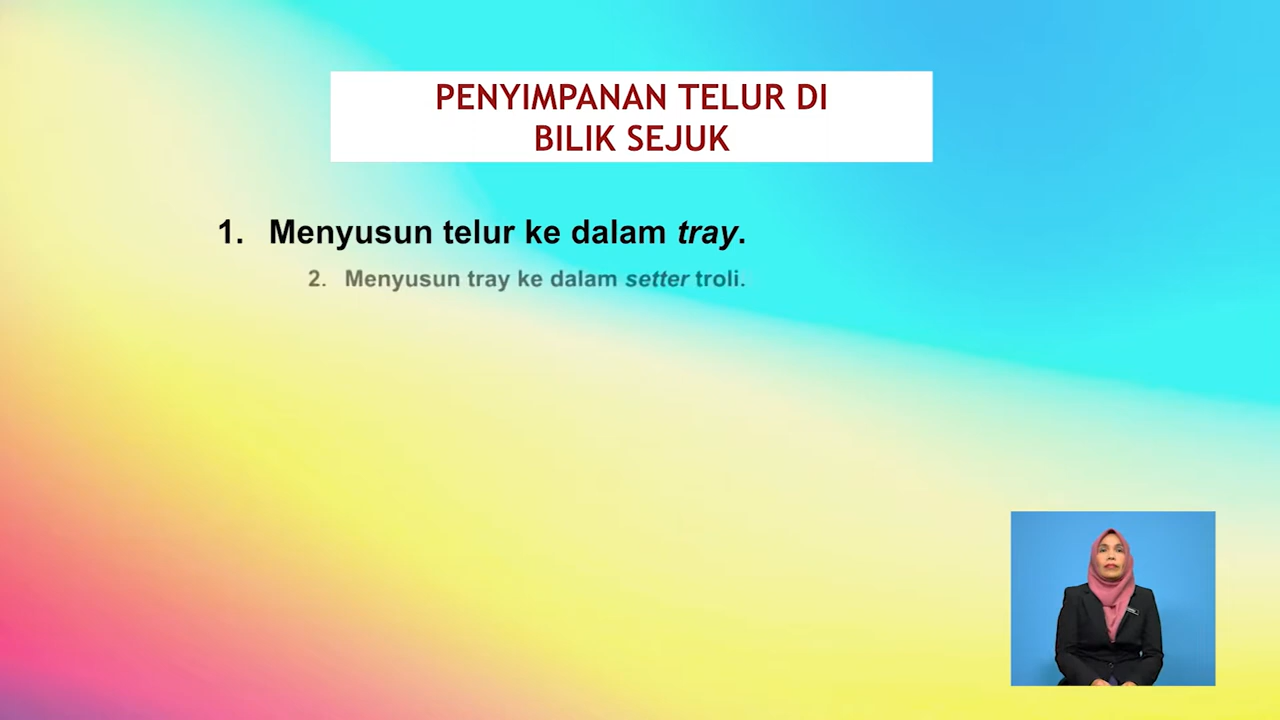 PENYIMPANAN TELUR DI
BILIK SEJUK
1. Menyusun telur ke dalam tray.
2. Menyusun tray ke dalam setter troli.